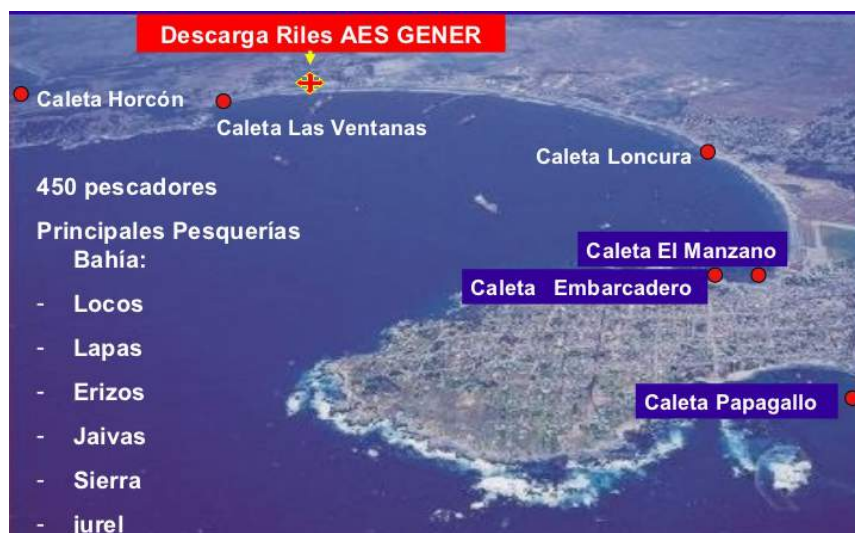 Descarga Riles AES GENER
Caleta Horcón
Caleta Las Ventanas
Caleta Loncura
450 pescadores
Principales Pesquerías
Bahía:
Caleta El Manzano
Caleta Embarcadero
- Locos
- Lapas
- Erizos
Caleta Papagallo
- Jaivas
- Sierra
- jurel